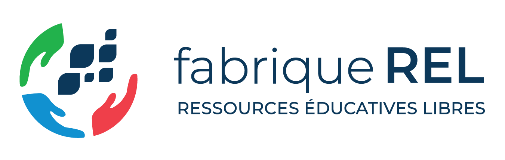 fabrique REL
RESSOURCES ÉDUCATIVES LIBRES